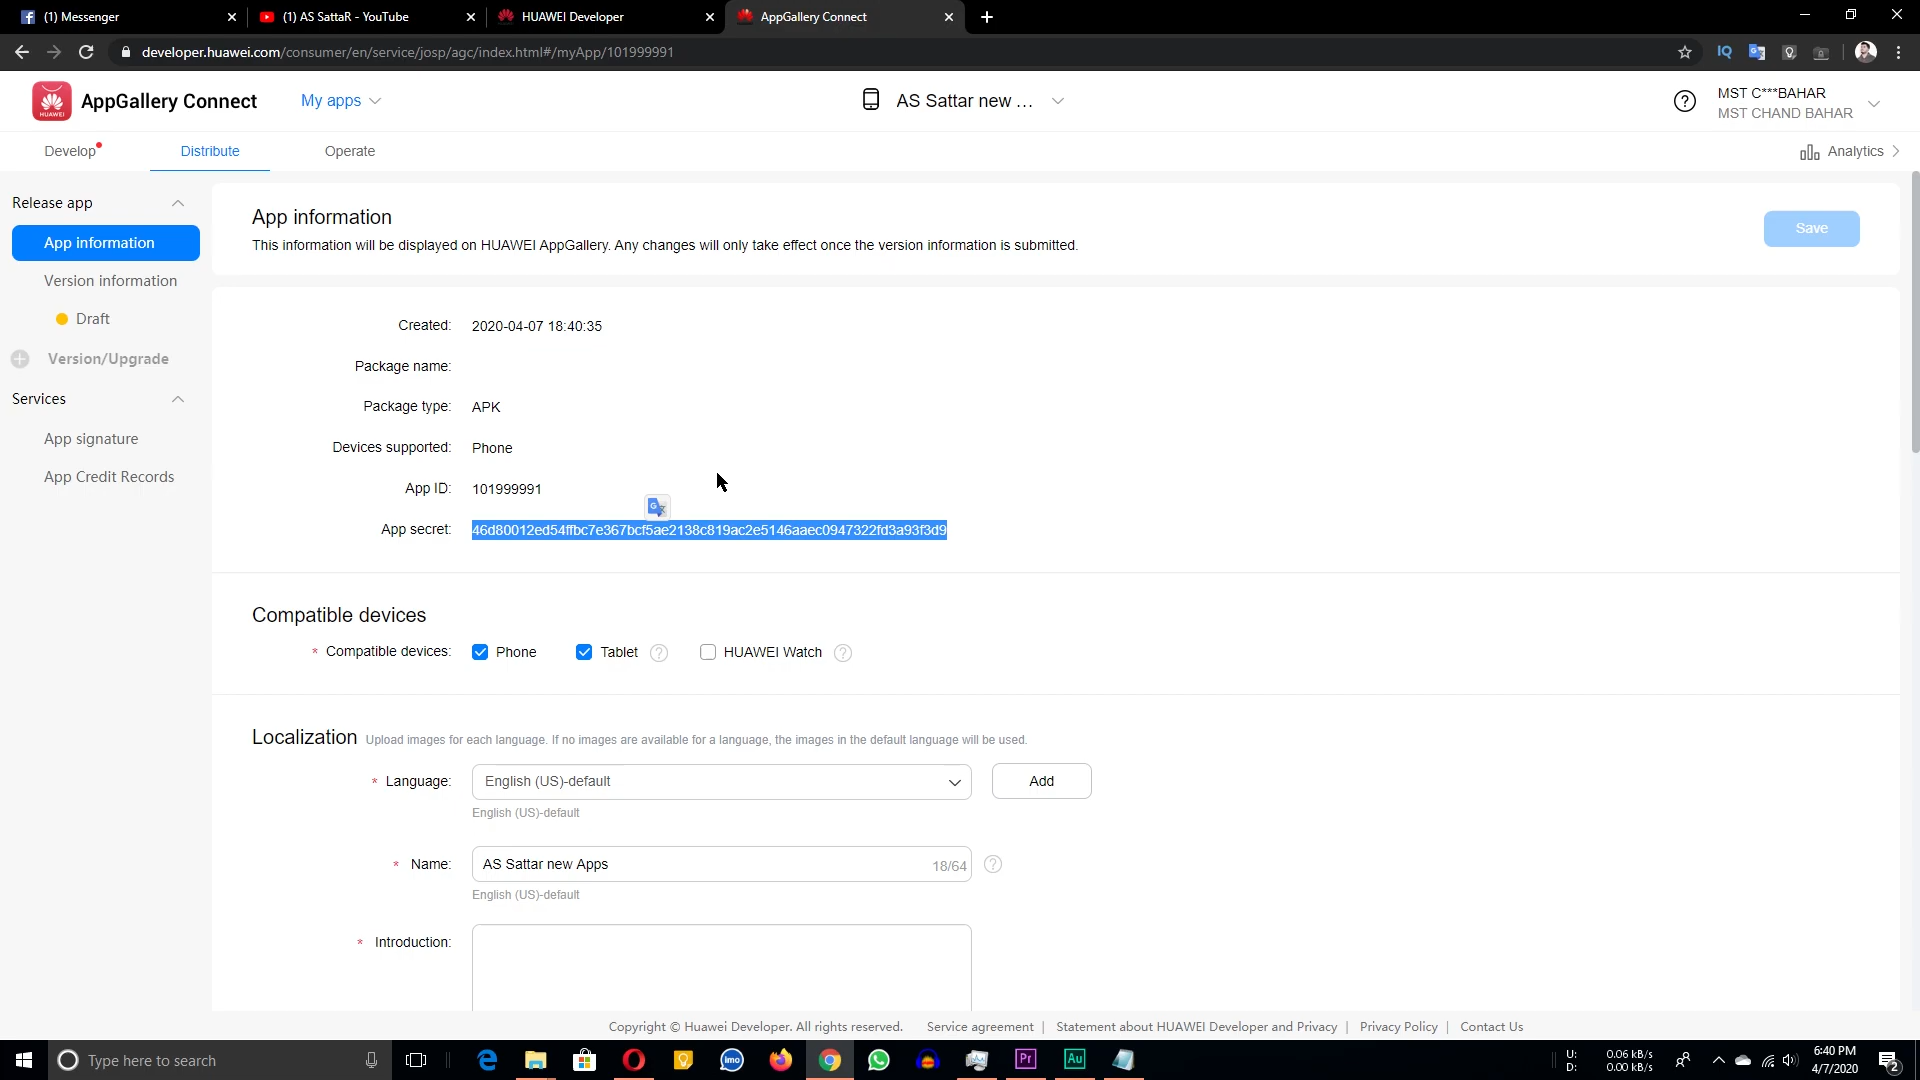 (1) Messenger
(1) AS SattaR - YouTube
HUAWEI Developer
AppGallery Connect
developer.huawei.com/consumer/en/service/josp/agc/index.html#/myApp/101999991
IQ
HUAWEI
AppGallery Connect
My apps
AS Sattar new ...
MST C***BAHAR
MST CHAND BAHAR
Develop
Distribute
Operate
Analytics
Release app
App information
Version information
Draft
Version/Upgrade
Services
App signature
App Credit Records
App information
This information will be displayed on HUAWEI AppGallery. Any changes will only take effect once the version information is submitted.
Save
Created: 2020-04-07 18:40:35
Package name:
Package type: APK
Devices supported: Phone
App ID: 101999991
App secret: 46d80012ed54ffbc7e367bcf5ae2138c819ac2e5146aaec0947322fd3a93f3d9
Compatible devices
* Compatible devices: Phone Tablet ? HUAWEI Watch ?
Localization Upload images for each language. If no images are available for a language, the images in the default language will be used.
* Language: English (US)-default Add
English (US)-default
* Name: AS Sattar new Apps 18/64 ?
English (US)-default
* Introduction:
Copyright © Huawei Developer. All rights reserved. Service agreement | Statement about HUAWEI Developer and Privacy | Privacy Policy | Contact Us
Type here to search
imo
Pr
Au
U: 0.06 kB/s
D: 0.00 kB/s
6:40 PM
4/7/2020
2